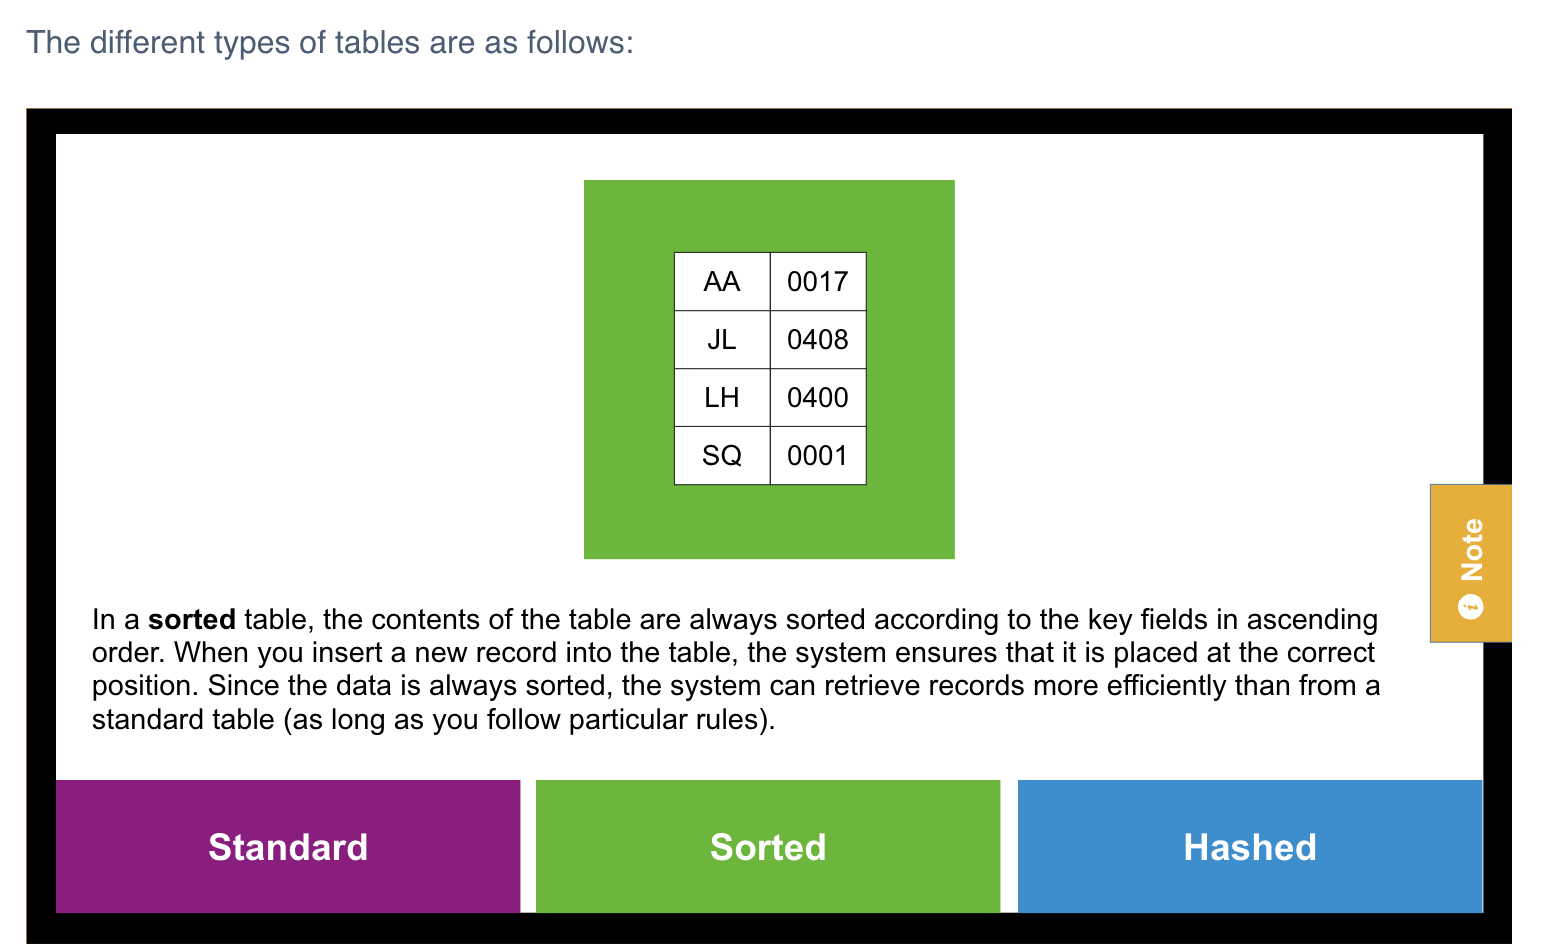 The different types of tables are as follows:
AA 0017
JL 0408
LH 0400
SQ 0001
Note
In a sorted table, the contents of the table are always sorted according to the key fields in ascending
order. When you insert a new record into the table, the system ensures that it is placed at the correct
position. Since the data is always sorted, the system can retrieve records more efficiently than from a
standard table (as long as you follow particular rules).
Standard
Sorted
Hashed